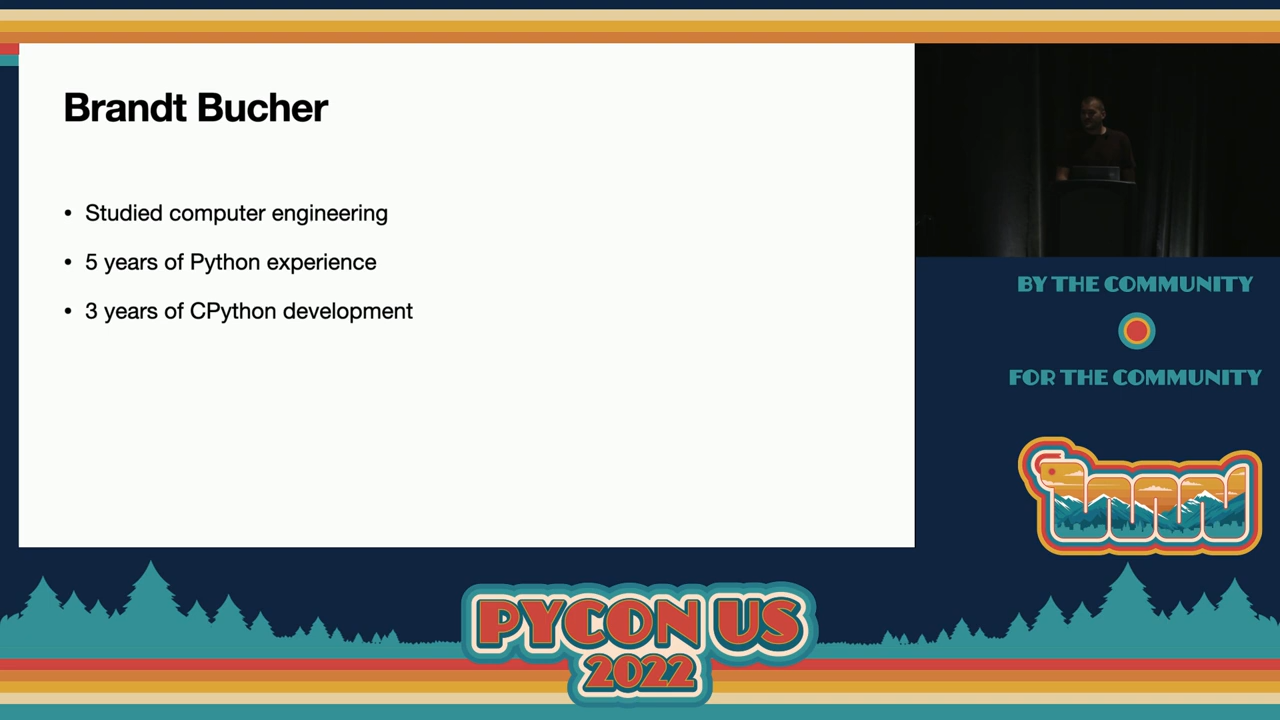 Brandt Bucher
• Studied computer engineering
• 5 years of Python experience
• 3 years of CPython development
BY THE COMMUNITY
FOR THE COMMUNITY
PYCON US
2022